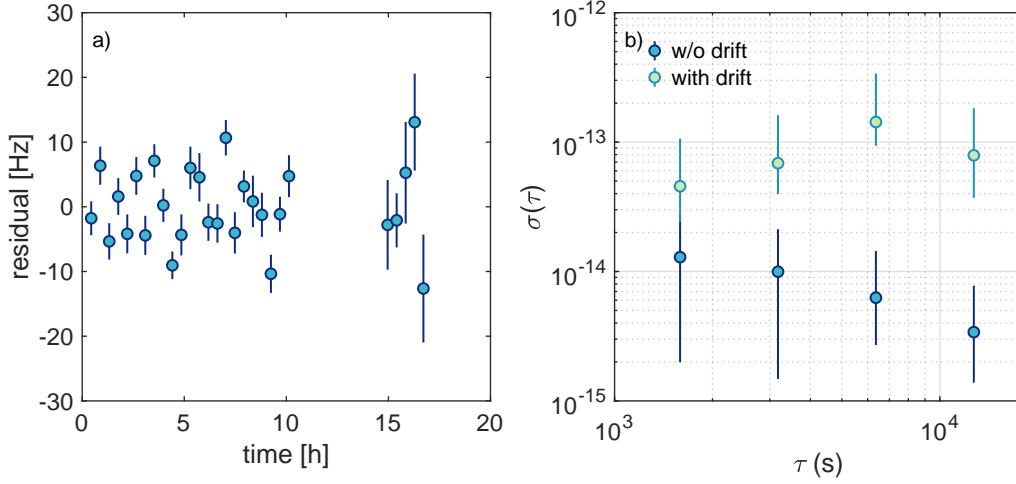 a)
30
20
10
0
-10
-20
-30
0
5
10
15
20
residual [Hz]
time [h]
b)
w/o drift
with drift
10^-12
10^-13
10^-14
10^-15
10^3
10^4
σ(τ)
τ (s)